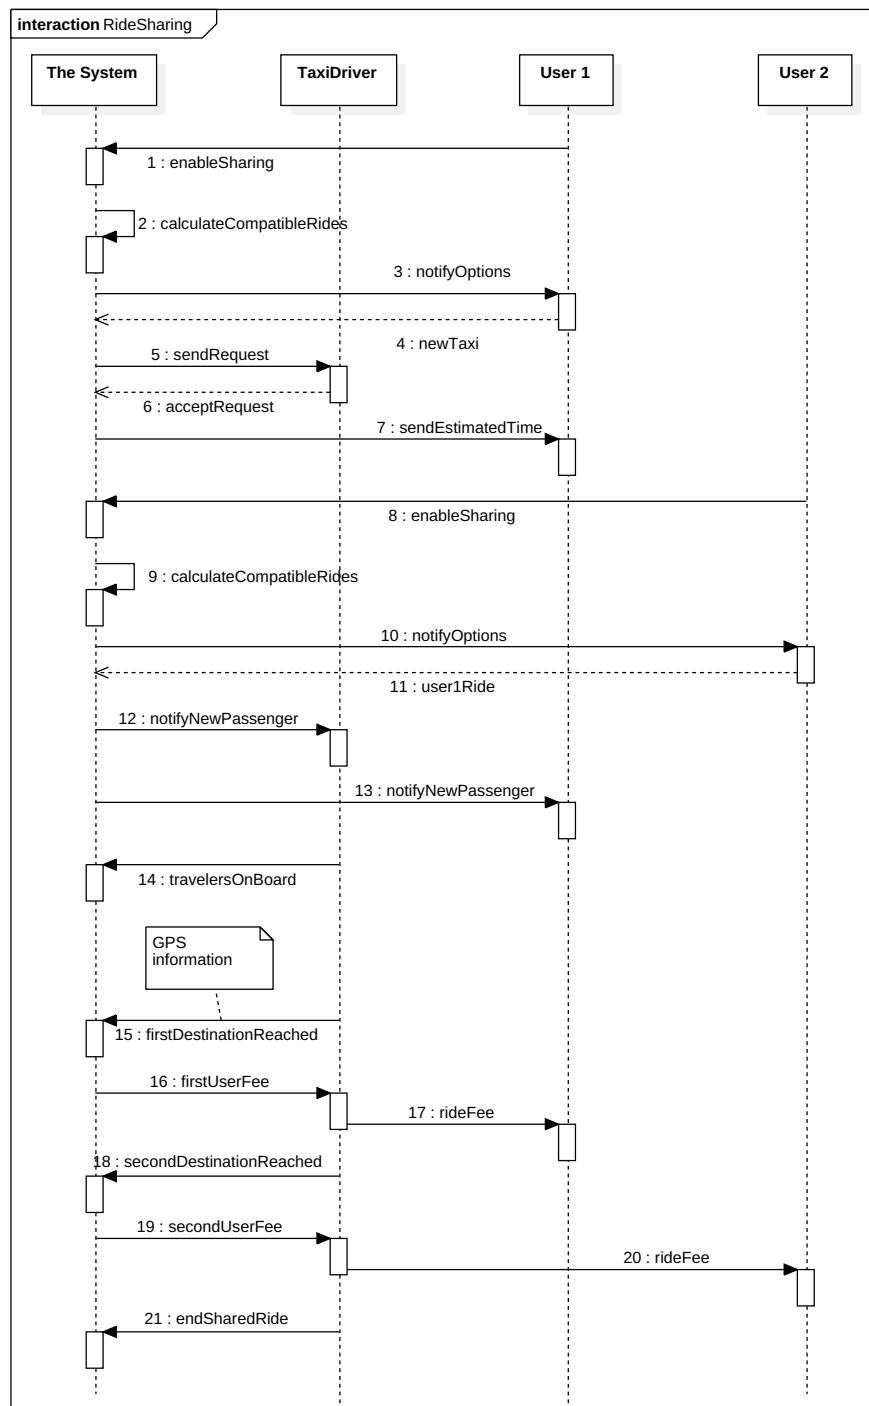 interaction RideSharing
The System
TaxiDriver
User 1
User 2
1 : enableSharing
2 : calculateCompatibleRides
3 : notifyOptions
4 : newTaxi
5 : sendRequest
6 : acceptRequest
7 : sendEstimatedTime
8 : enableSharing
9 : calculateCompatibleRides
10 : notifyOptions
11 : user1Ride
12 : notifyNewPassenger
13 : notifyNewPassenger
14 : travelersOnBoard
GPS
information
15 : firstDestinationReached
16 : firstUserFee
17 : rideFee
18 : secondDestinationReached
19 : secondUserFee
20 : rideFee
21 : endSharedRide